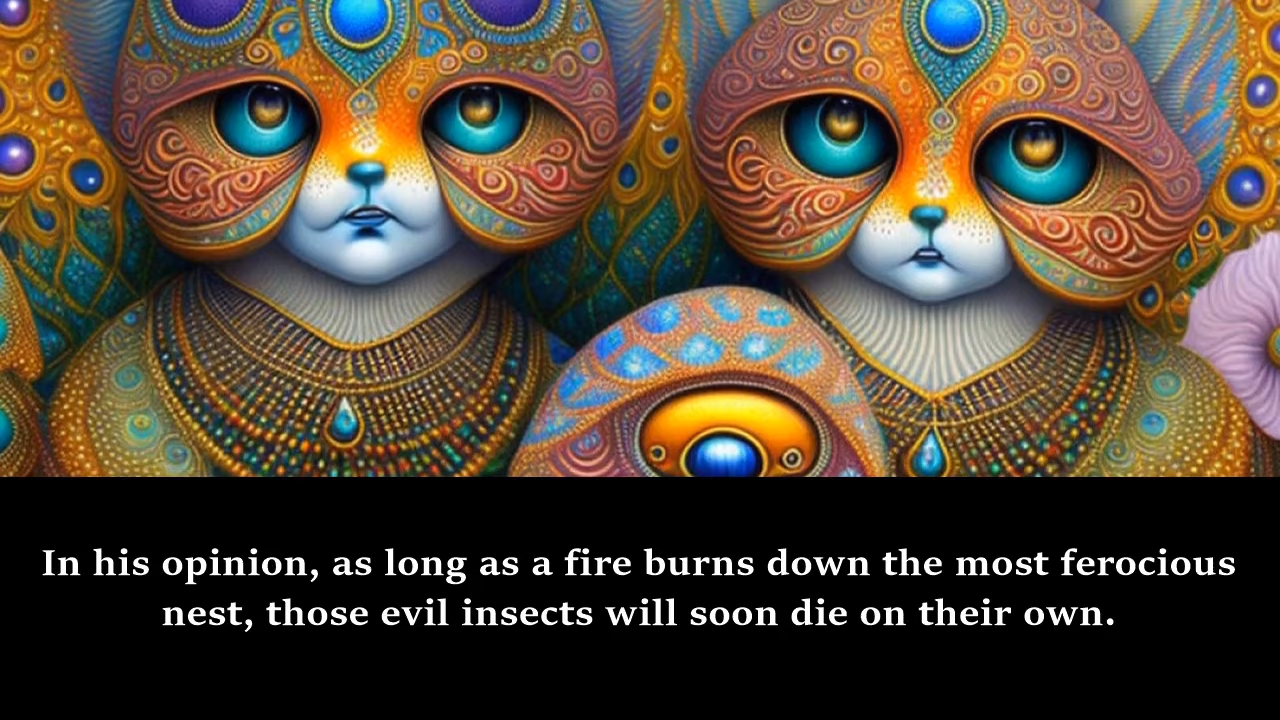 In his opinion, as long as a fire burns down the most ferocious
nest, those evil insects will soon die on their own.